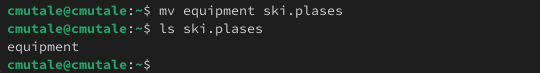 cmutale@cmutale:~$ mv equipment ski.plases
cmutale@cmutale:~$ ls ski.plases
equipment
cmutale@cmutale:~$